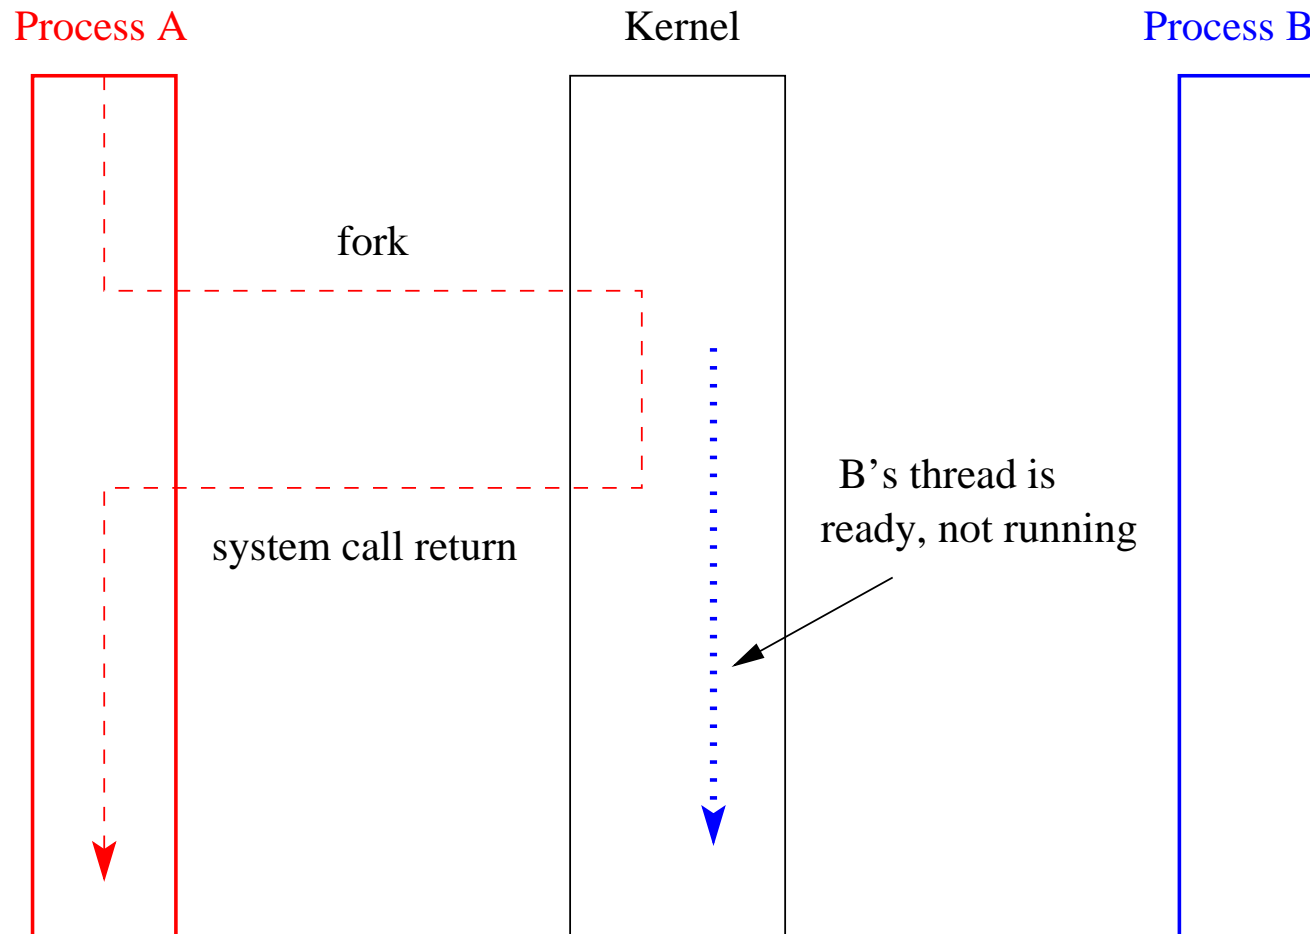 Process A
Kernel
Process B
fork
B’s thread is
ready, not running
system call return